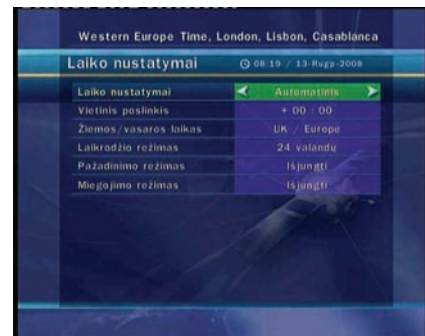 Western Europe Time, London, Lisbon, Casablanca
Laiko nustatymai 08:19 / 13-Rugp-2008
Laiko nustatymai Automatinis
Vietinis poslinkis + 00 : 00
Žiemos/vasaros laikas UK / Europe
Laikrodžio režimas 24 valandų
Pažadinimo režimas Išjungti
Miegojimo režimas Išjungti